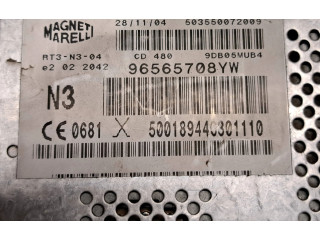 MAGNETI
MARELLI
28/11/04 503550072009
RT3-N3-04 CD 480 9DB05MUB4
e2 02 2042 96565708YW
N3
CE 0681 50018944C301110